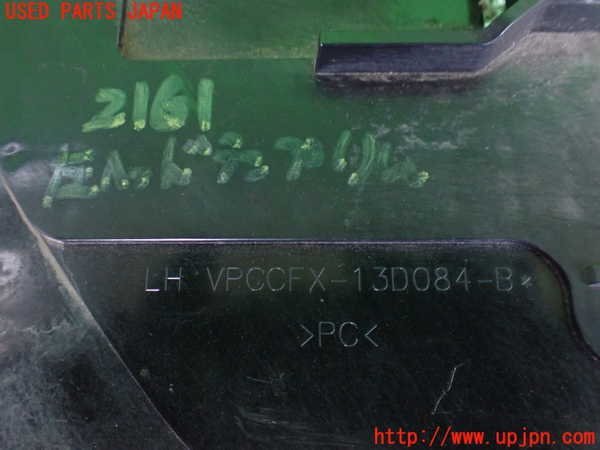 USED PARTS JAPAN
2161
LH VPCCFX-13D084-B
>PC<
http://www.upjpn.com/